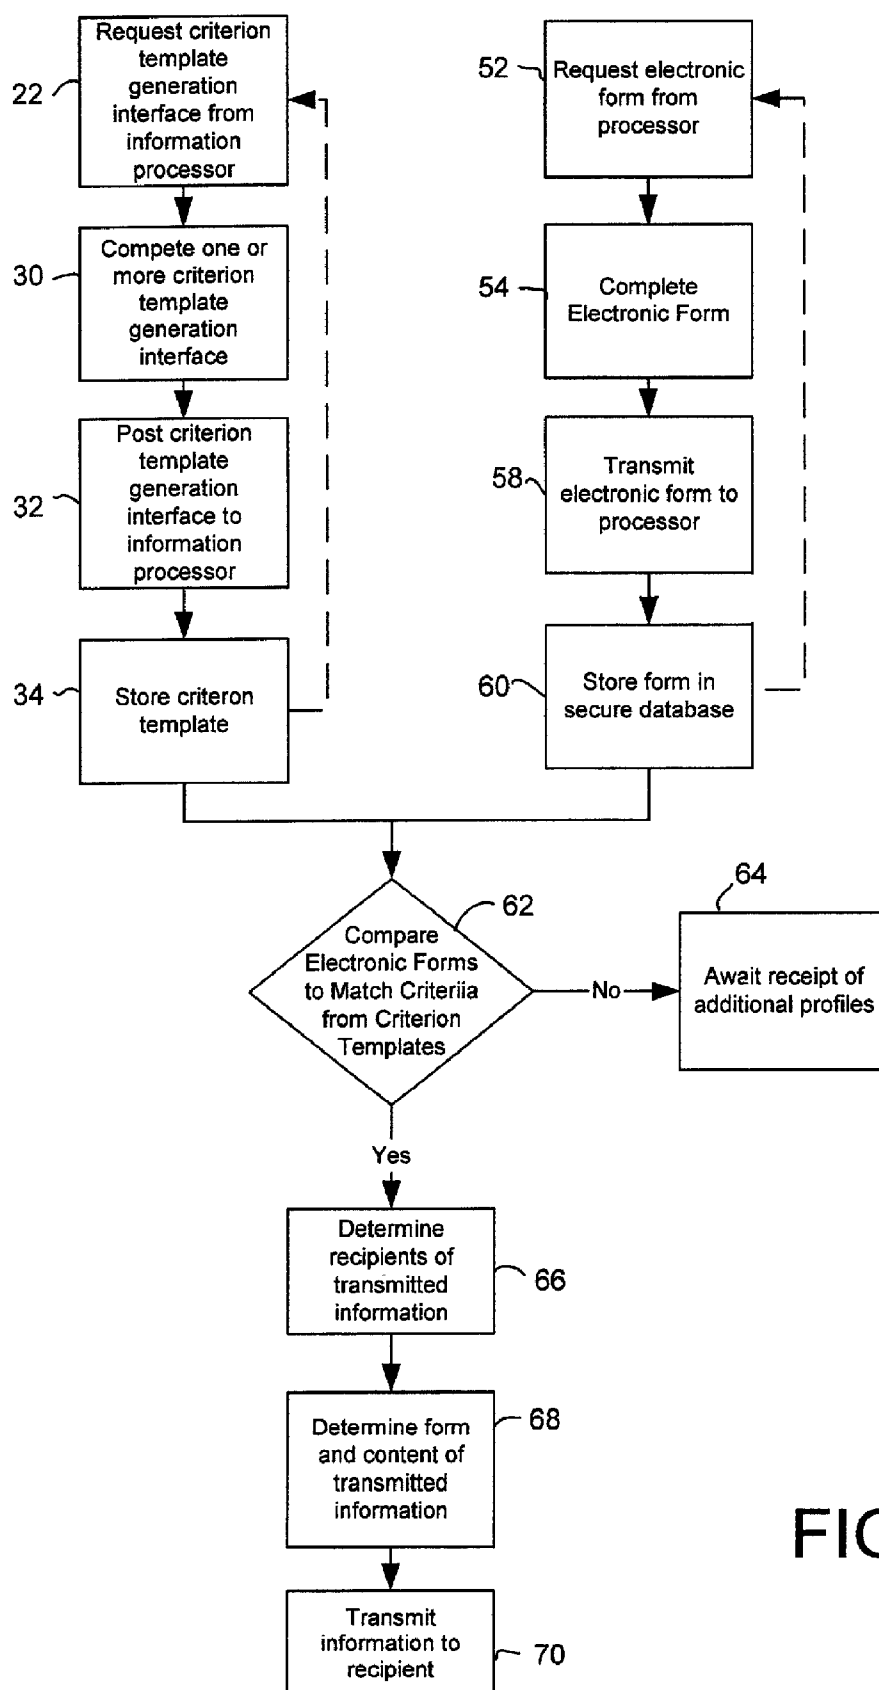 22
Request criterion
template
generation
interface from
information
processor
30
Compete one or
more criterion
template
generation
interface
32
Post criterion
template
generation
interface to
information
processor
34
Store criteron
template
52
Request electronic
form from
processor
54
Complete
Electronic Form
58
Transmit
electronic form to
processor
60
Store form in
secure database
62
Compare
Electronic Forms
to Match Criteriia
from Criterion
Templates
No
64
Await receipt of
additional profiles
Yes
Determine
recipients of
transmitted
information
66
Determine form
and content of
transmitted
information
68
Transmit
information to
recipient
70
FIG